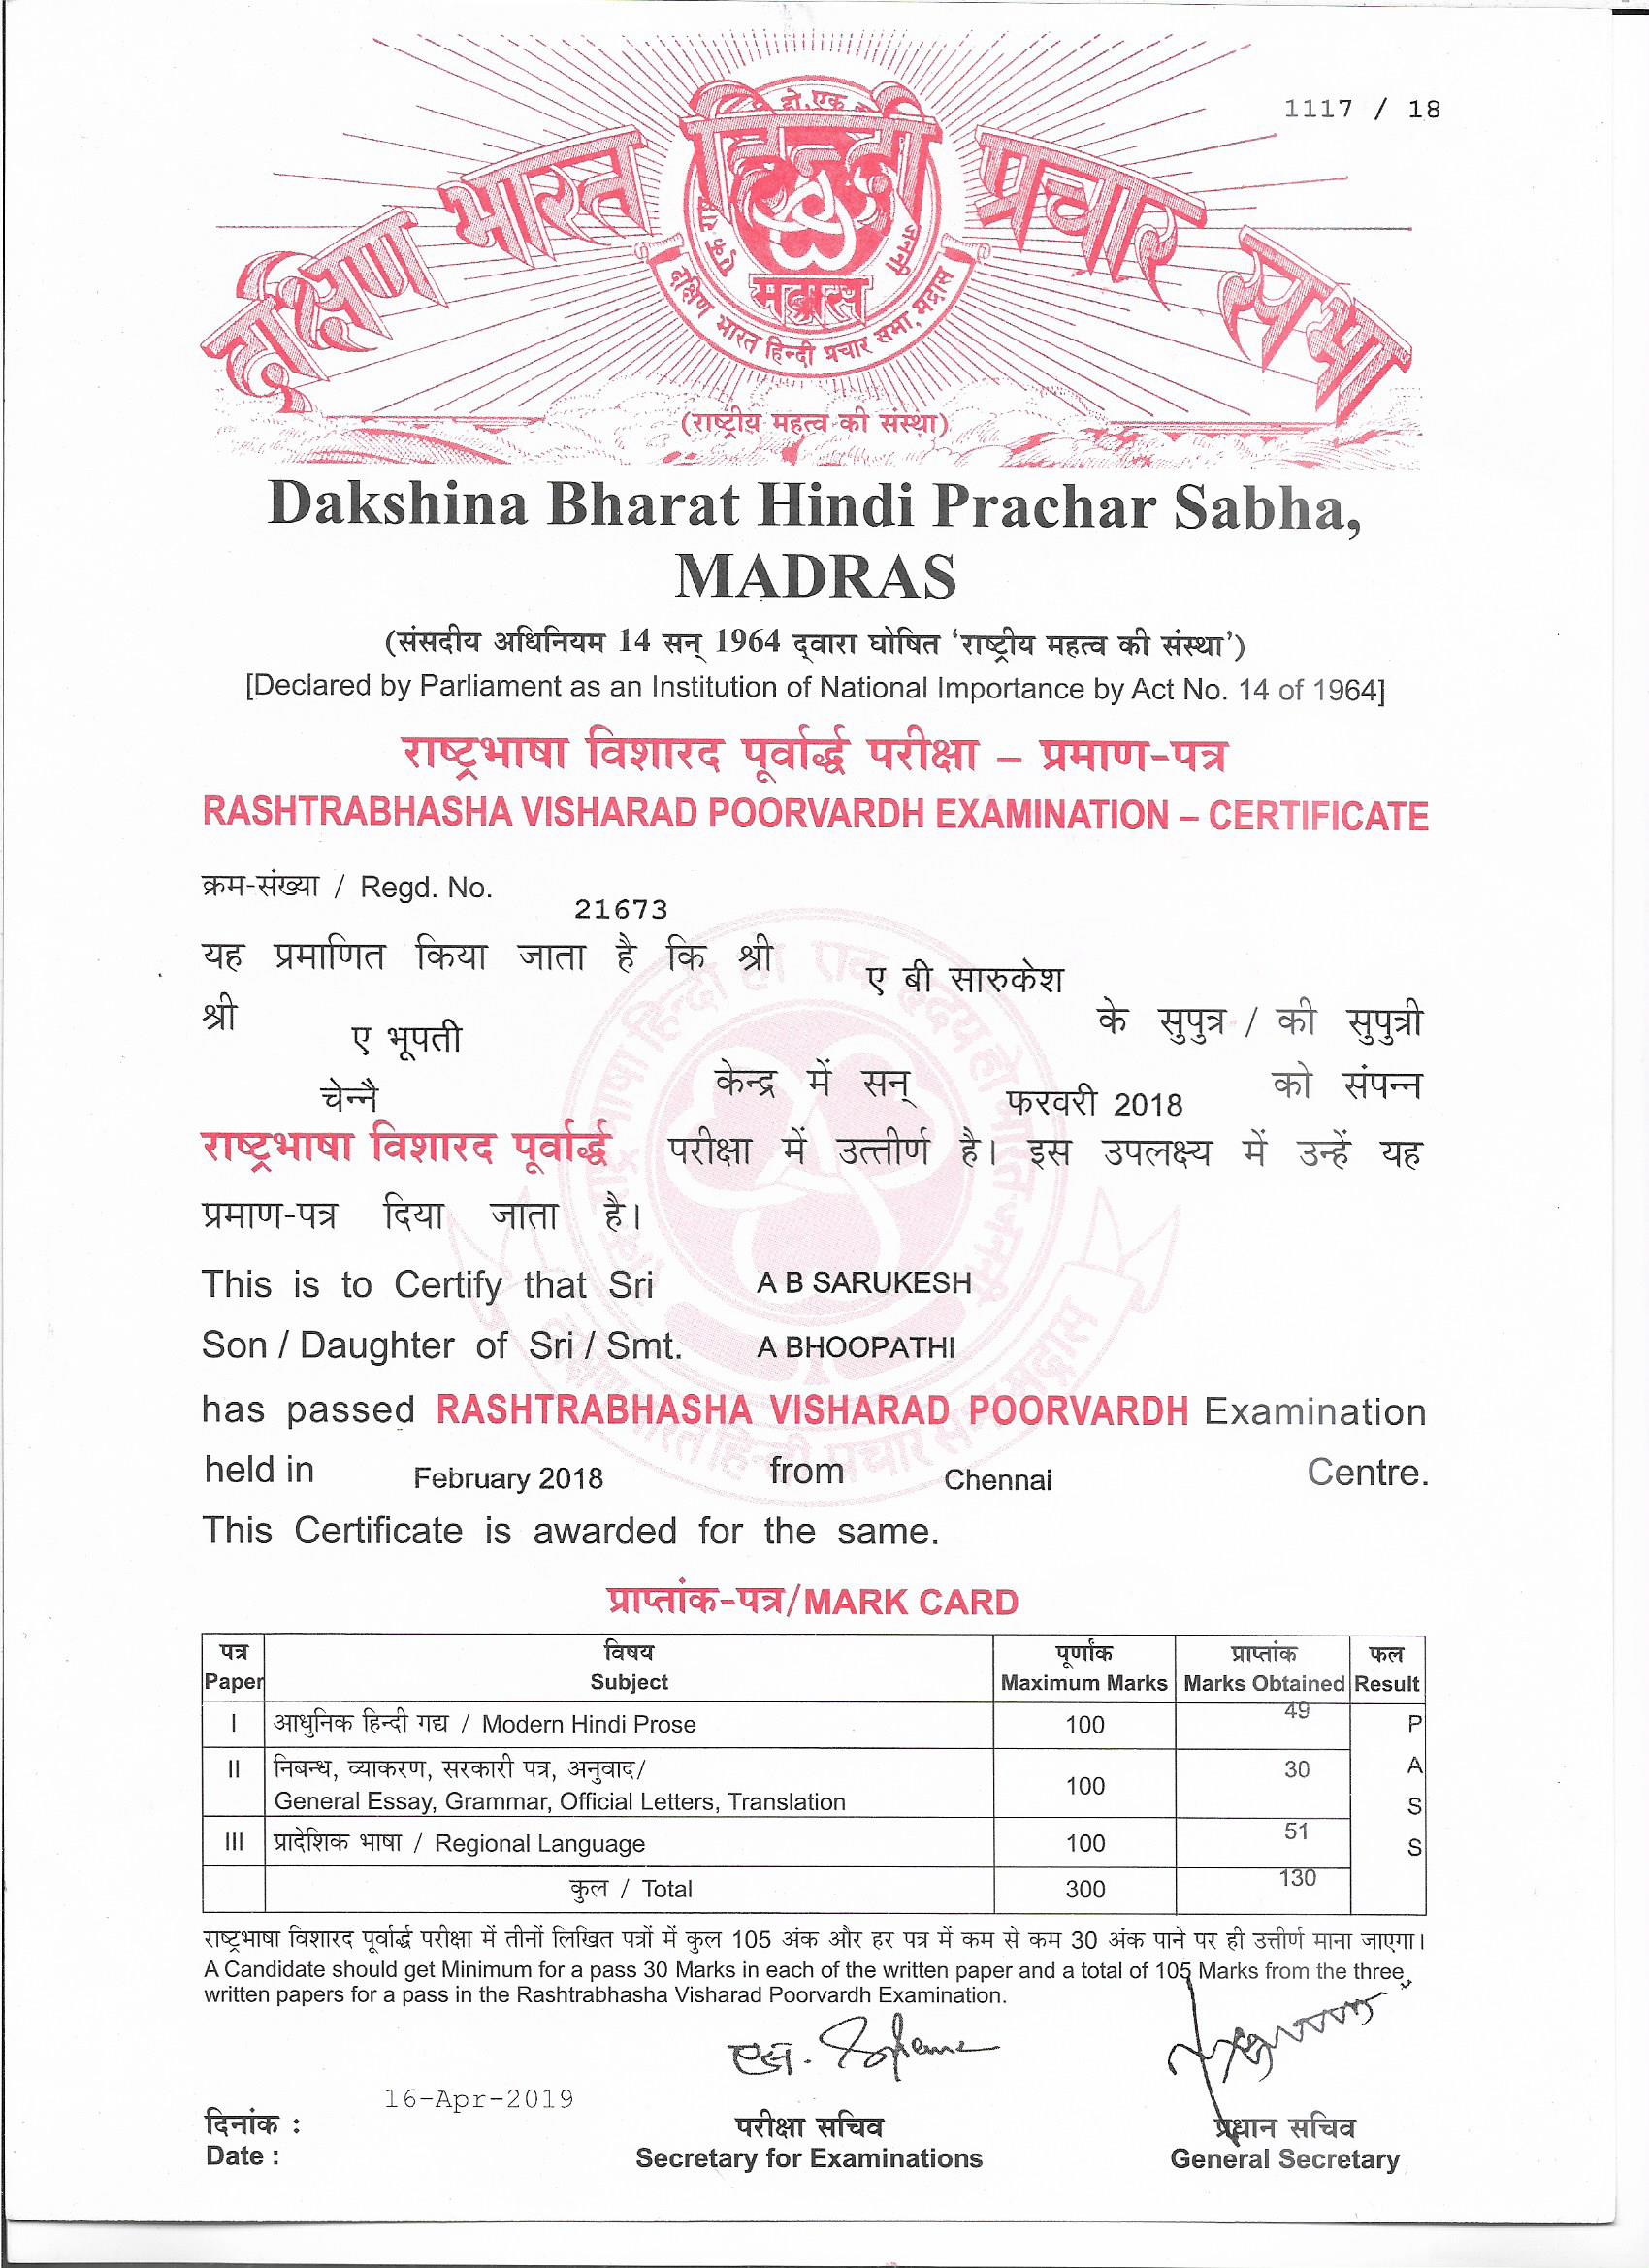 1117 / 18
दक्षिण भारत हिन्दी प्रचार सभा
मद्रास
दक्षिण भारत हिन्दी प्रचार सभा, मद्रास
(राष्ट्रीय महत्व की संस्था)
Dakshina Bharat Hindi Prachar Sabha,
MADRAS
(संसदीय अधिनियम 14 सन् 1964 द्वारा घोषित ‘राष्ट्रीय महत्व की संस्था’)
[Declared by Parliament as an Institution of National Importance by Act No. 14 of 1964]
राष्ट्रभाषा विशारद पूर्वार्द्ध परीक्षा – प्रमाण-पत्र
RASHTRABHASHA VISHARAD POORVARDH EXAMINATION – CERTIFICATE
क्रम-संख्या / Regd. No. 21673
यह प्रमाणित किया जाता है कि श्री ए बी सारुकेश
श्री ए भूपती के सुपुत्र / की सुपुत्री
चेन्नै केन्द्र में सन् फरवरी 2018 को संपन्न
राष्ट्रभाषा विशारद पूर्वार्द्ध परीक्षा में उत्तीर्ण है। इस उपलक्ष्य में उन्हें यह
प्रमाण-पत्र दिया जाता है।
This is to Certify that Sri A B SARUKESH
Son / Daughter of Sri / Smt. A BHOOPATHI
has passed RASHTRABHASHA VISHARAD POORVARDH Examination
held in February 2018 from Chennai Centre.
This Certificate is awarded for the same.
प्राप्तांक-पत्र/MARK CARD
पत्र विषय पूर्णांक प्राप्तांक फल
Paper Subject Maximum Marks Marks Obtained Result
I आधुनिक हिन्दी गद्य / Modern Hindi Prose 100 49 P
II निबन्ध, व्याकरण, सरकारी पत्र, अनुवाद/ 100 30 A
General Essay, Grammar, Official Letters, Translation S
III प्रादेशिक भाषा / Regional Language 100 51 S
कुल / Total 300 130
राष्ट्रभाषा विशारद पूर्वार्द्ध परीक्षा में तीनों लिखित पत्रों में कुल 105 अंक और हर पत्र में कम से कम 30 अंक पाने पर ही उत्तीर्ण माना जाएगा।
A Candidate should get Minimum for a pass 30 Marks in each of the written paper and a total of 105 Marks from the three
written papers for a pass in the Rashtrabhasha Visharad Poorvardh Examination.
16-Apr-2019
दिनांक : परीक्षा सचिव प्रधान सचिव
Date : Secretary for Examinations General Secretary